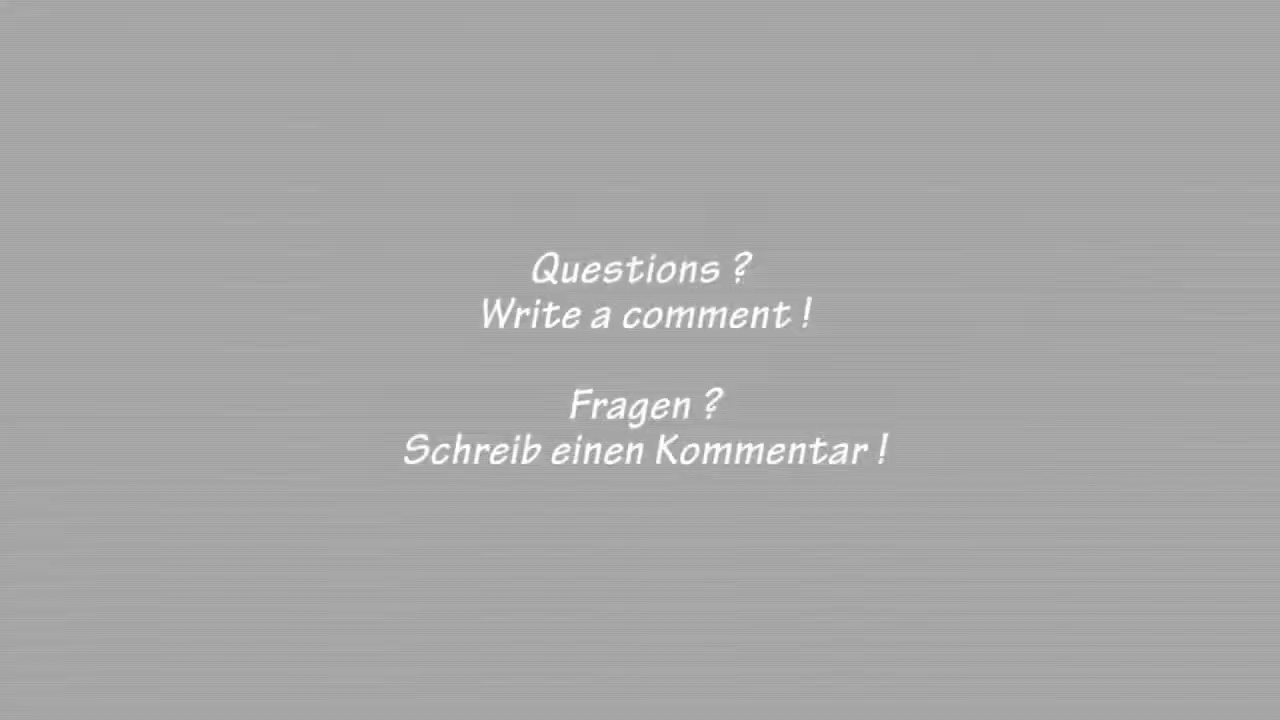 Questions ?
Write a comment !
Fragen ?
Schreib einen Kommentar !